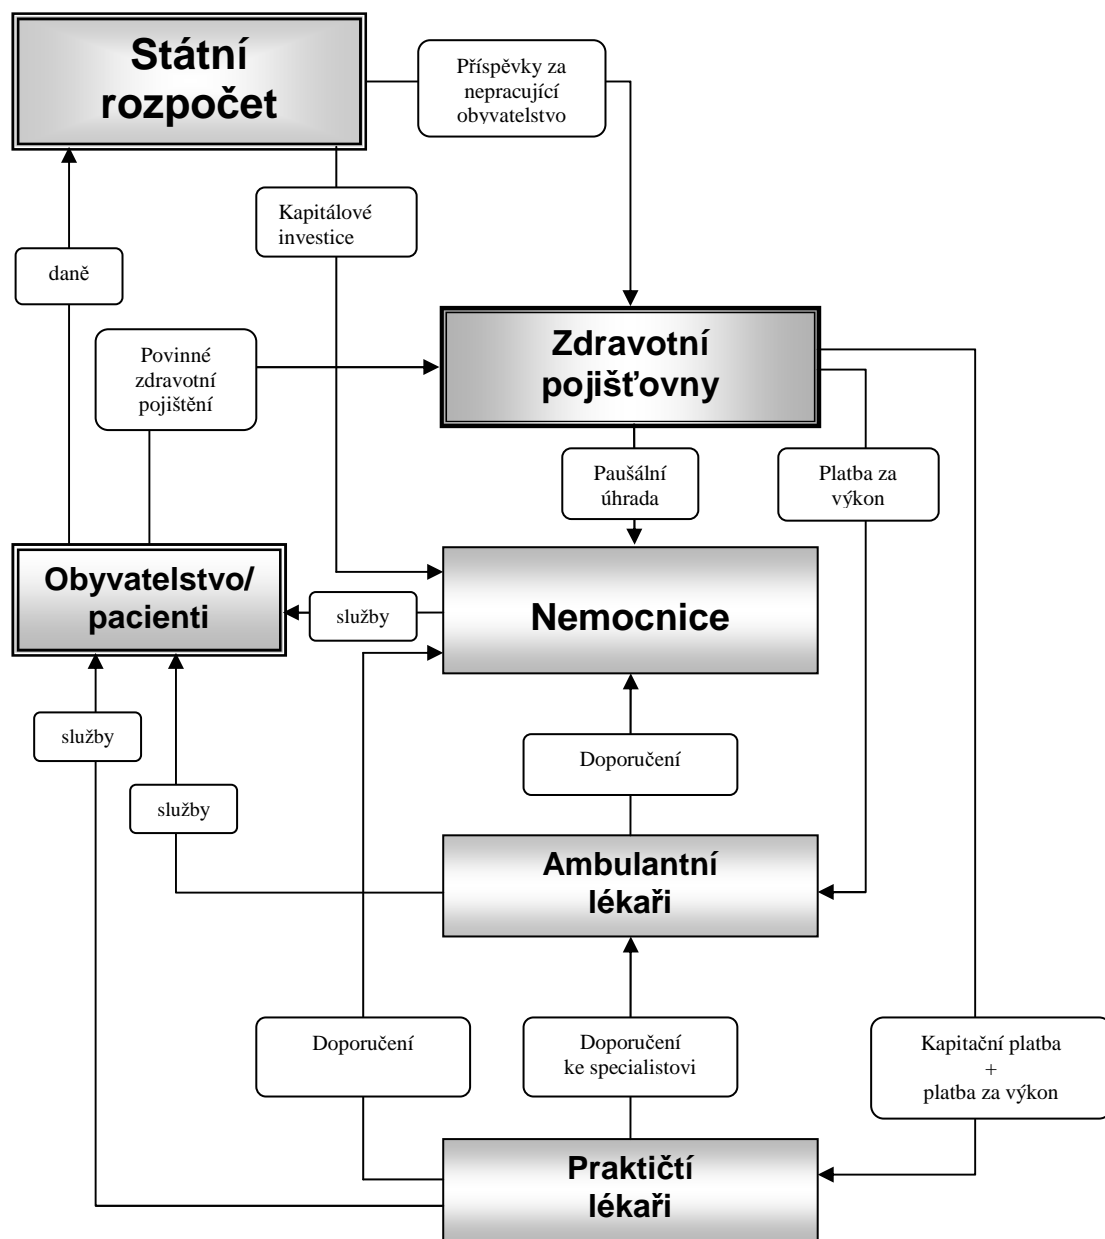 Státní
rozpočet
Příspěvky za
nepracující
obyvatelstvo
Kapitálové
investice
daně
Povinné
zdravotní
pojištění
Zdravotní
pojišťovny
Paušální
úhrada
Platba za
výkon
Obyvatelstvo/
pacienti
služby
Nemocnice
služby
Doporučení
služby
Ambulantní
lékaři
Doporučení
Doporučení
ke specialistovi
Kapitační platba
+
platba za výkon
Praktičtí
lékaři